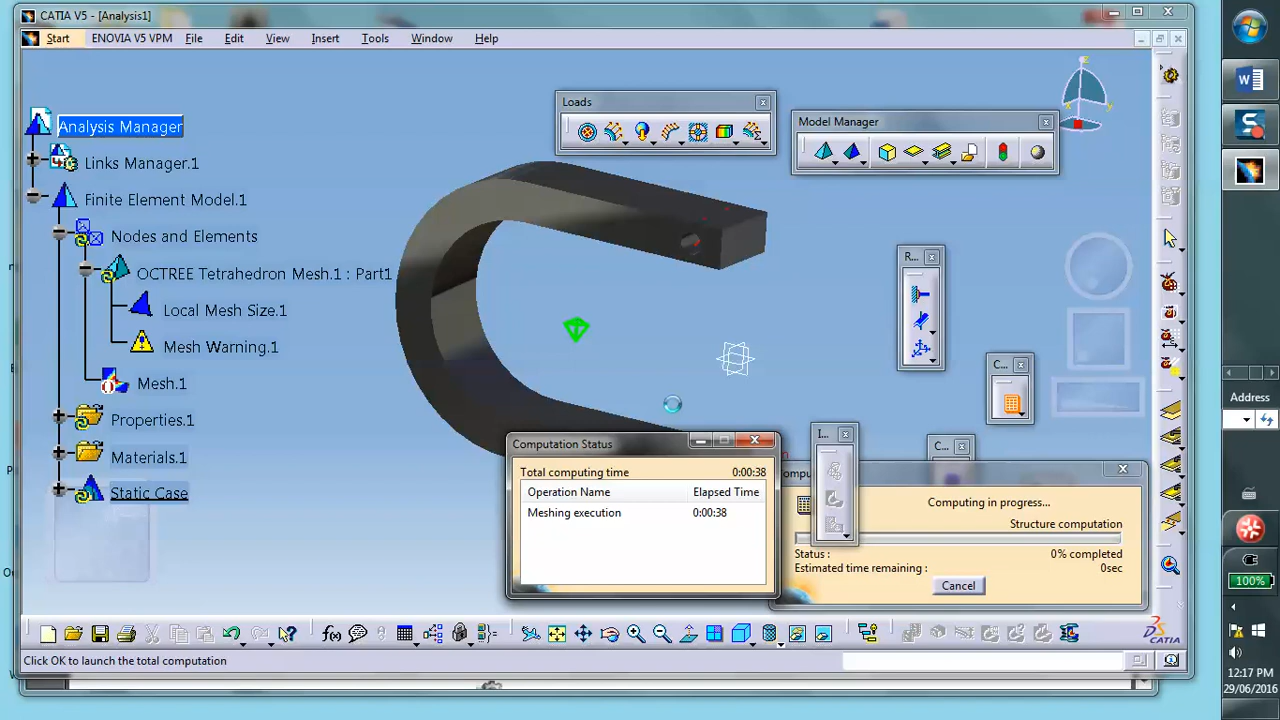 CATIA V5 - [Analysis1]
Start
ENOVIA V5 VPM
File
Edit
View
Insert
Tools
Window
Help
Loads
Model Manager
Analysis Manager
Links Manager.1
Finite Element Model.1
Nodes and Elements
OCTREE Tetrahedron Mesh.1 : Part1
Local Mesh Size.1
Mesh Warning.1
Mesh.1
Properties.1
Materials.1
Static Case
R...
C...
I...
C...
Computation Status
Total computing time 0:00:38
Operation Name Elapsed Time
Meshing execution 0:00:38
Computing in progress...
Structure computation
Status : 0% completed
Estimated time remaining : 0sec
Cancel
f(x)
CATIA
Click OK to launch the total computation
Address
100%
12:17 PM
29/06/2016